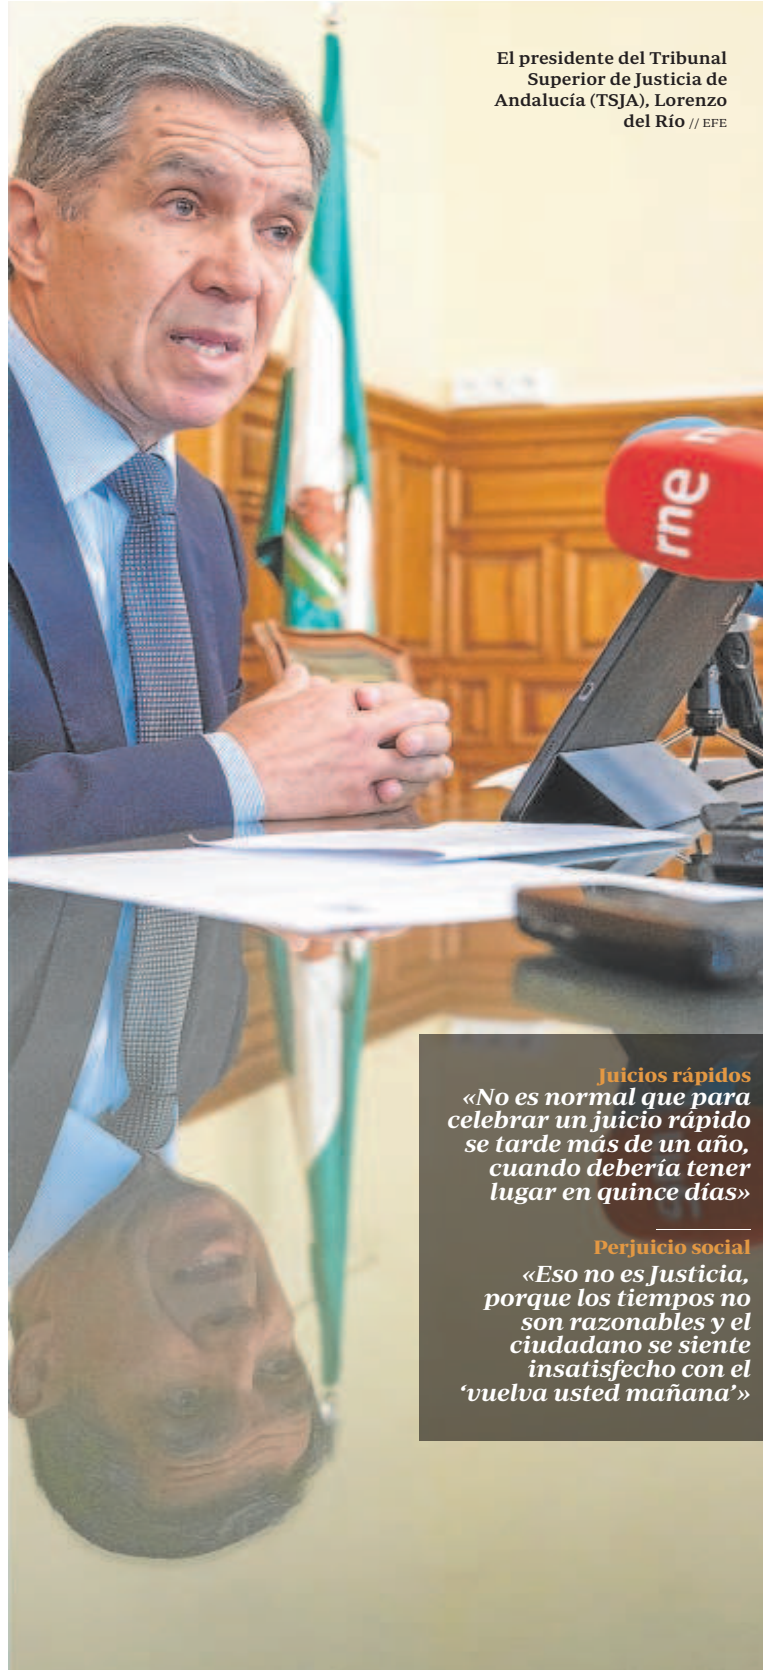 El presidente del Tribunal
Superior de Justicia de
Andalucía (TSJA), Lorenzo
del Río // EFE
rne
Juicios rápidos
«No es normal que para
celebrar un juicio rápido
se tarde más de un año,
cuando debería tener
lugar en quince días»
Perjuicio social
«Eso no es Justicia,
porque los tiempos no
son razonables y el
ciudadano se siente
insatisfecho con el
‘vuelva usted mañana’»